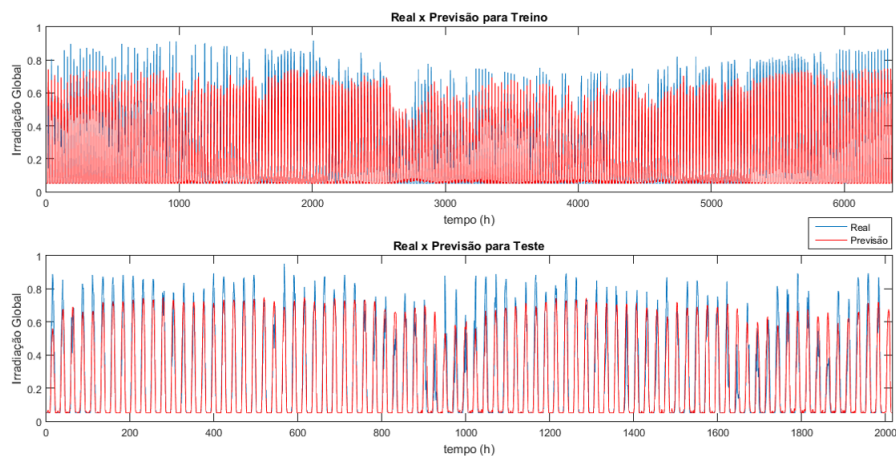 Real x Previsão para Treino
Irradiação Global
1
0.8
0.6
0.4
0.2
0
0 1000 2000 3000 4000 5000 6000
tempo (h)
Real
Previsão
Real x Previsão para Teste
Irradiação Global
1
0.8
0.6
0.4
0.2
0
0 200 400 600 800 1000 1200 1400 1600 1800 2000
tempo (h)